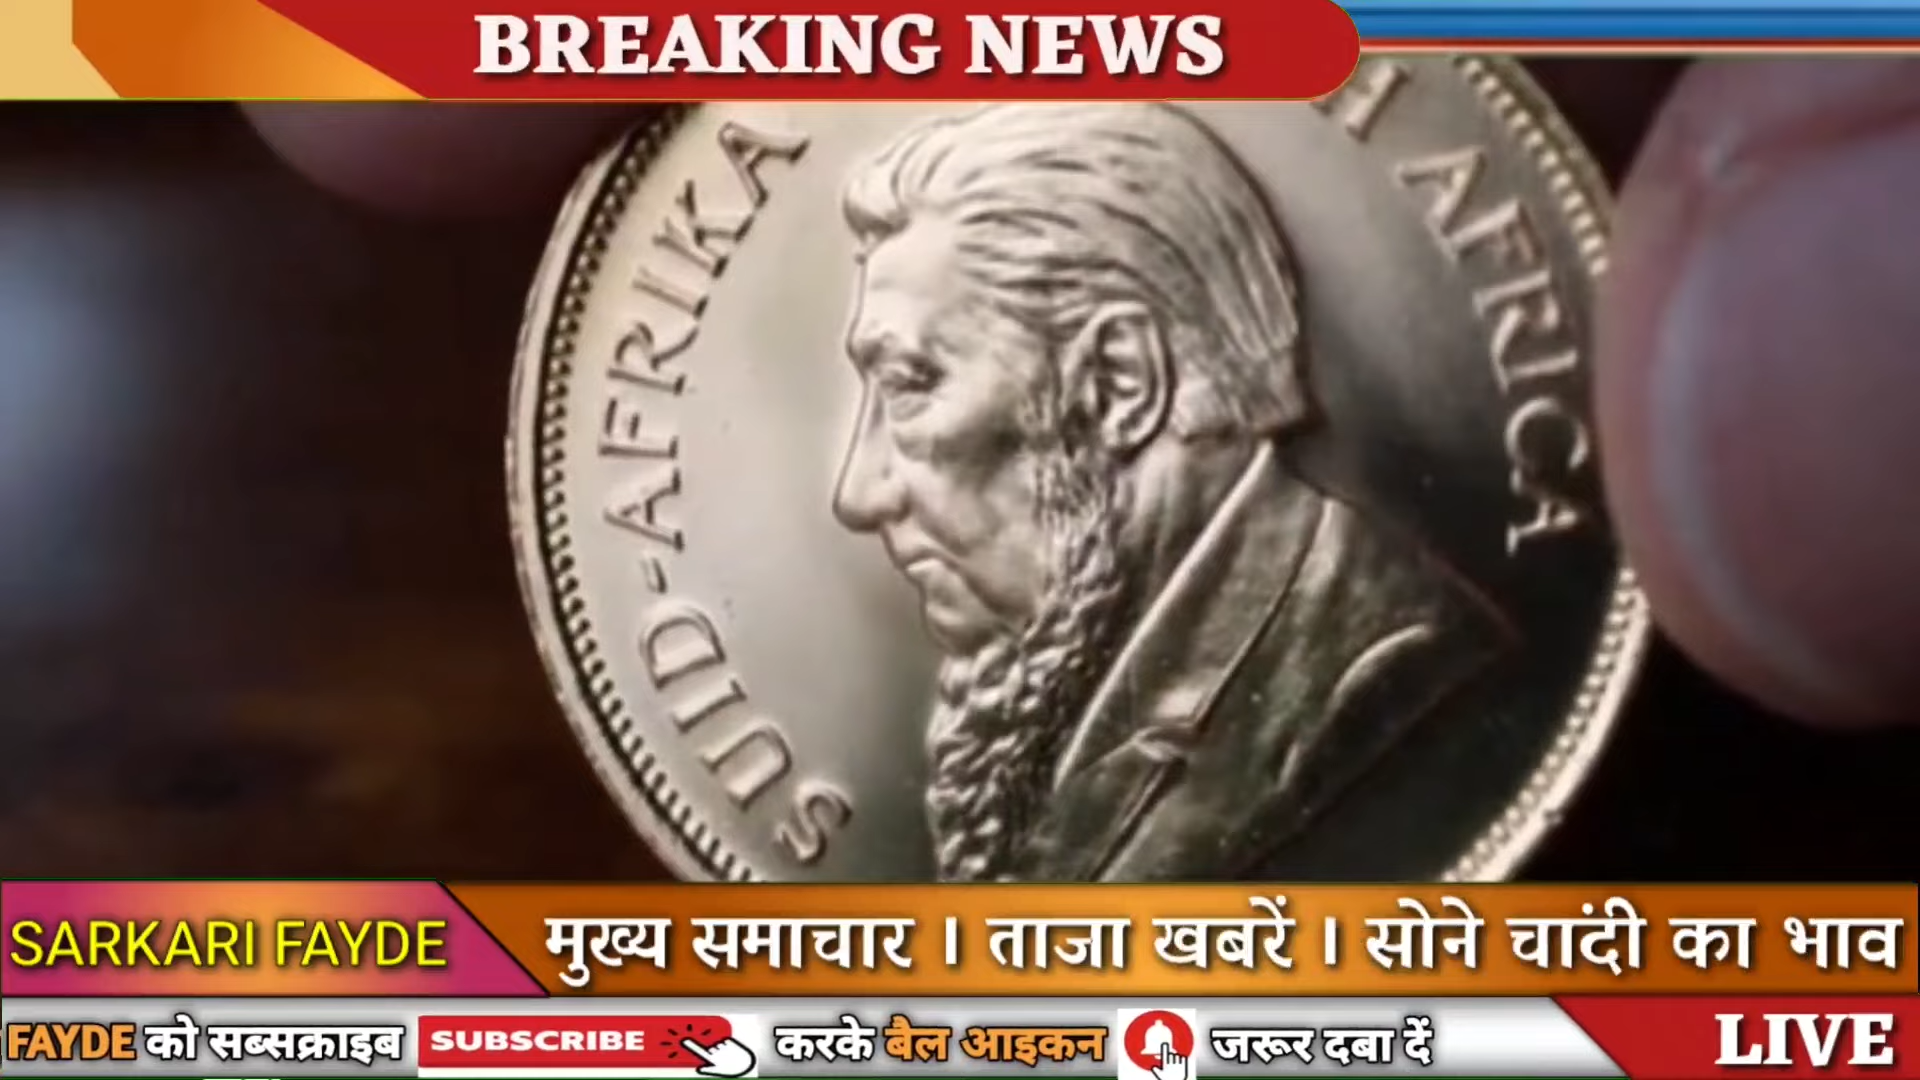 BREAKING NEWS
SUID-AFRIKA
H AFRICA
SARKARI FAYDE
मुख्य समाचार । ताजा खबरें । सोने चांदी का भाव
FAYDE को सब्सक्राइब SUBSCRIBE करके बैल आइकन जरूर दबा दें
LIVE